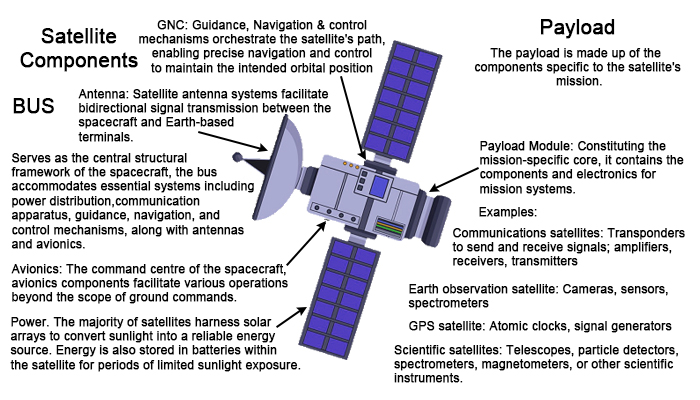 Satellite
Components
GNC: Guidance, Navigation & control
mechanisms orchestrate the satellite's path,
enabling precise navigation and control
to maintain the intended orbital position
Payload
The payload is made up of the
components specific to the satellite's
mission.
BUS
Antenna: Satellite antenna systems facilitate
bidirectional signal transmission between the
spacecraft and Earth-based
terminals.
Serves as the central structural
framework of the spacecraft, the bus
accommodates essential systems including
power distribution,communication
apparatus, guidance, navigation, and
control mechanisms, along with antennas
and avionics.
Avionics: The command centre of the spacecraft,
avionics components facilitate various operations
beyond the scope of ground commands.
Power. The majority of satellites harness solar
arrays to convert sunlight into a reliable energy
source. Energy is also stored in batteries within
the satellite for periods of limited sunlight exposure.
Payload Module: Constituting the
mission-specific core, it contains the
components and electronics for
mission systems.
Examples:
Communications satellites: Transponders
to send and receive signals; amplifiers,
receivers, transmitters
Earth observation satellite: Cameras, sensors,
spectrometers
GPS satellite: Atomic clocks, signal generators
Scientific satellites: Telescopes, particle detectors,
spectrometers, magnetometers, or other scientific
instruments.